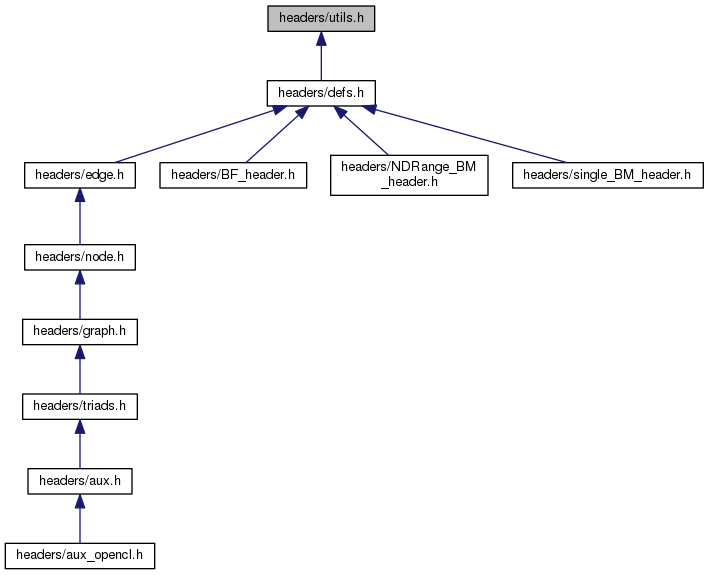 headers/utils.h
headers/defs.h
headers/edge.h
headers/BF_header.h
headers/NDRange_BM
_header.h
headers/single_BM_header.h
headers/node.h
headers/graph.h
headers/triads.h
headers/aux.h
headers/aux_opencl.h